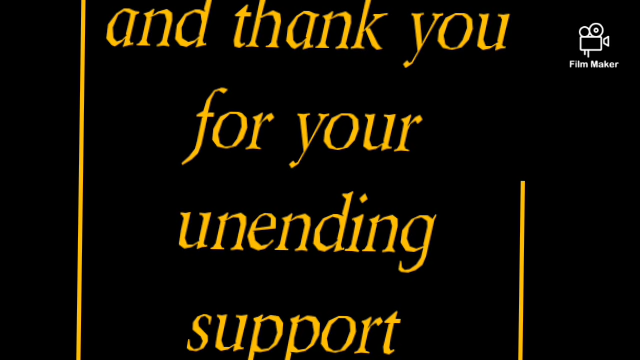 and thank you
for your
unending
support
Film Maker